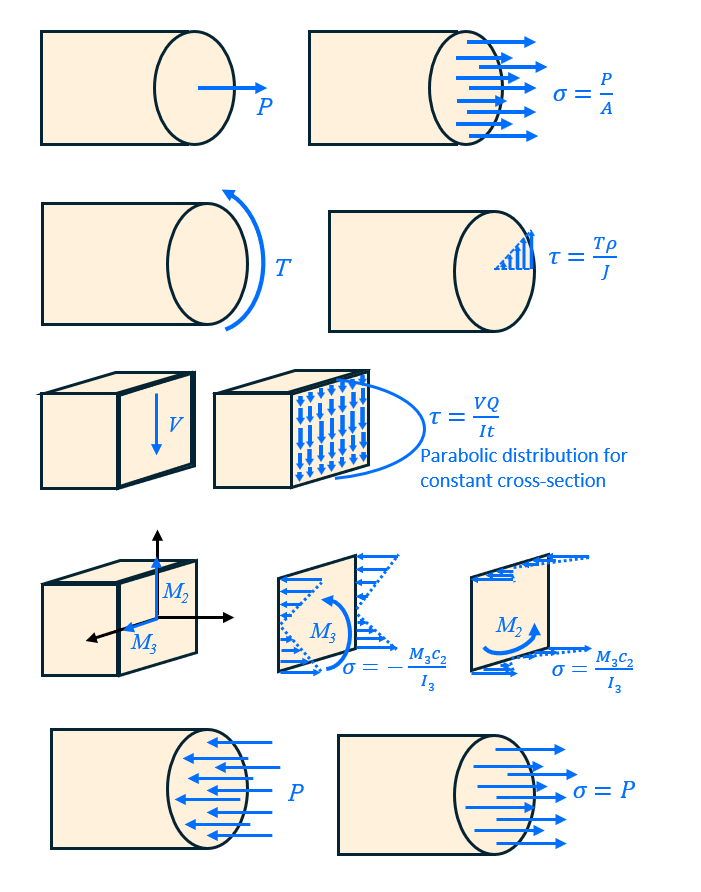 P
σ = P/A
T
τ = Tρ/J
V
τ = VQ/It
Parabolic distribution for
constant cross-section
M₂
M₃
M₃
σ = − M₃c₂/I₃
M₂
σ = M₃c₂/I₃
P
σ = P